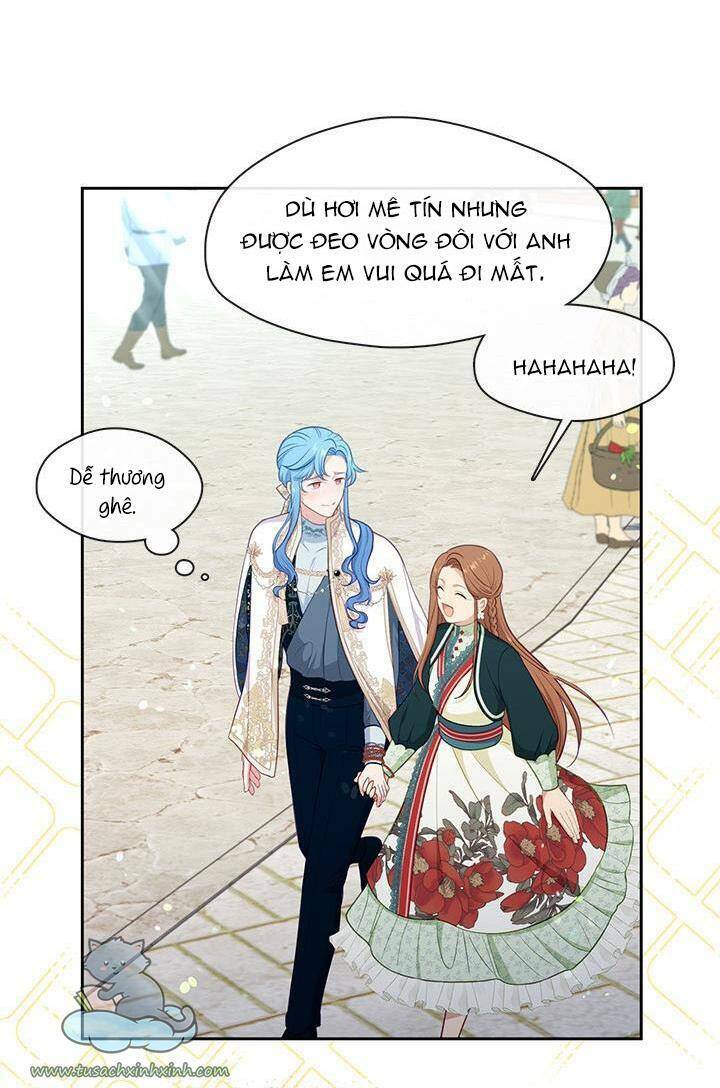 DÙ HƠI MÊ TÍN NHƯNG
ĐƯỢC ĐEO VÒNG ĐÔI VỚI ANH
LÀM EM VUI QUÁ ĐI MẤT.
HAHAHAHA!
Dễ thương
ghê.
www.tusachxinhxinh.com